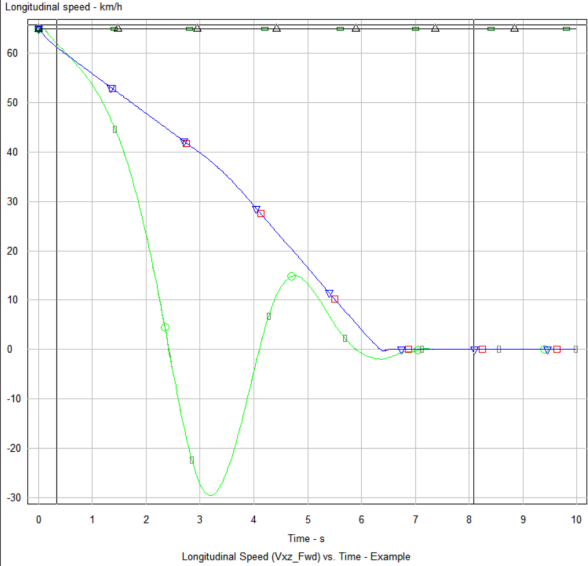 Longitudinal speed - km/h
60
50
40
30
20
10
0
-10
-20
-30
0 1 2 3 4 5 6 7 8 9 10
Time - s
Longitudinal Speed (Vxz_Fwd) vs. Time - Example